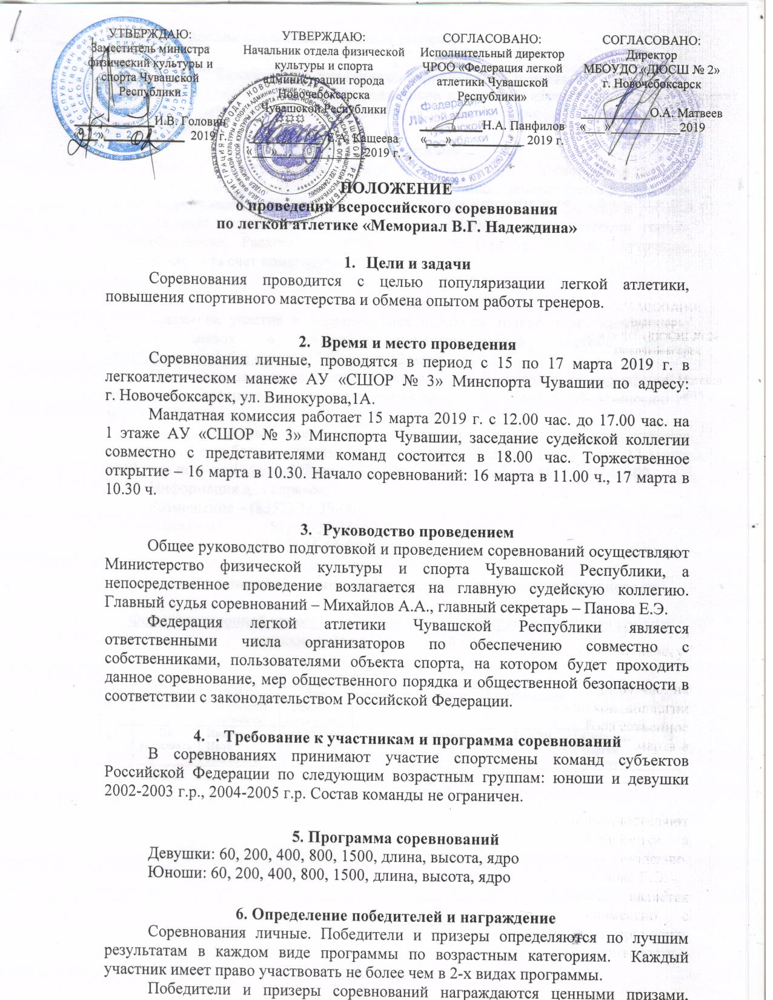 УТВЕРЖДАЮ:
Заместитель министра
физический культуры и
спорта Чувашской
Республики
И.В. Головин
2019 г.
УТВЕРЖДАЮ:
Начальник отдела физической
культуры и спорта
администрации города
Новочебоксарска
Чувашской Республики
Е.А. Кащеева
«___»____________2019 г.
СОГЛАСОВАНО:
Исполнительный директор
ЧРОО «Федерация легкой
атлетики Чувашской
Республики»
__________Н.А. Панфилов
«___»____________ 2019 г.
СОГЛАСОВАНО:
Директор
МБОУДО «ДЮСШ № 2»
г. Новочебоксарск
О.А. Матвеев
«___»____________ 2019
ПОЛОЖЕНИЕ
о проведении всероссийского соревнования
по легкой атлетике «Мемориал В.Г. Надеждина»
1. Цели и задачи
Соревнования проводится с целью популяризации легкой атлетики,
повышения спортивного мастерства и обмена опытом работы тренеров.
2. Время и место проведения
Соревнования личные, проводятся в период с 15 по 17 марта 2019 г. в
легкоатлетическом манеже АУ «СШОР № 3» Минспорта Чувашии по адресу:
г. Новочебоксарск, ул. Винокурова,1А.
Мандатная комиссия работает 15 марта 2019 г. с 12.00 час. до 17.00 час. на
1 этаже АУ «СШОР № 3» Минспорта Чувашии, заседание судейской коллегии
совместно с представителями команд состоится в 18.00 час. Торжественное
открытие – 16 марта в 10.30. Начало соревнований: 16 марта в 11.00 ч., 17 марта в
10.30 ч.
3. Руководство проведением
Общее руководство подготовкой и проведением соревнований осуществляют
Министерство физической культуры и спорта Чувашской Республики, а
непосредственное проведение возлагается на главную судейскую коллегию.
Главный судья соревнований – Михайлов А.А., главный секретарь – Панова Е.Э.
Федерация легкой атлетики Чувашской Республики является
ответственными числа организаторов по обеспечению совместно с
собственниками, пользователями объекта спорта, на котором будет проходить
данное соревнование, мер общественного порядка и общественной безопасности в
соответствии с законодательством Российской Федерации.
4. . Требование к участникам и программа соревнований
В соревнованиях принимают участие спортсмены команд субъектов
Российской Федерации по следующим возрастным группам: юноши и девушки
2002-2003 г.р., 2004-2005 г.р. Состав команды не ограничен.
5. Программа соревнований
Девушки: 60, 200, 400, 800, 1500, длина, высота, ядро
Юноши: 60, 200, 400, 800, 1500, длина, высота, ядро
6. Определение победителей и награждение
Соревнования личные. Победители и призеры определяются по лучшим
результатам в каждом виде программы по возрастным категориям. Каждый
участник имеет право участвовать не более чем в 2-х видах программы.
Победители и призеры соревнований награждаются ценными призами,